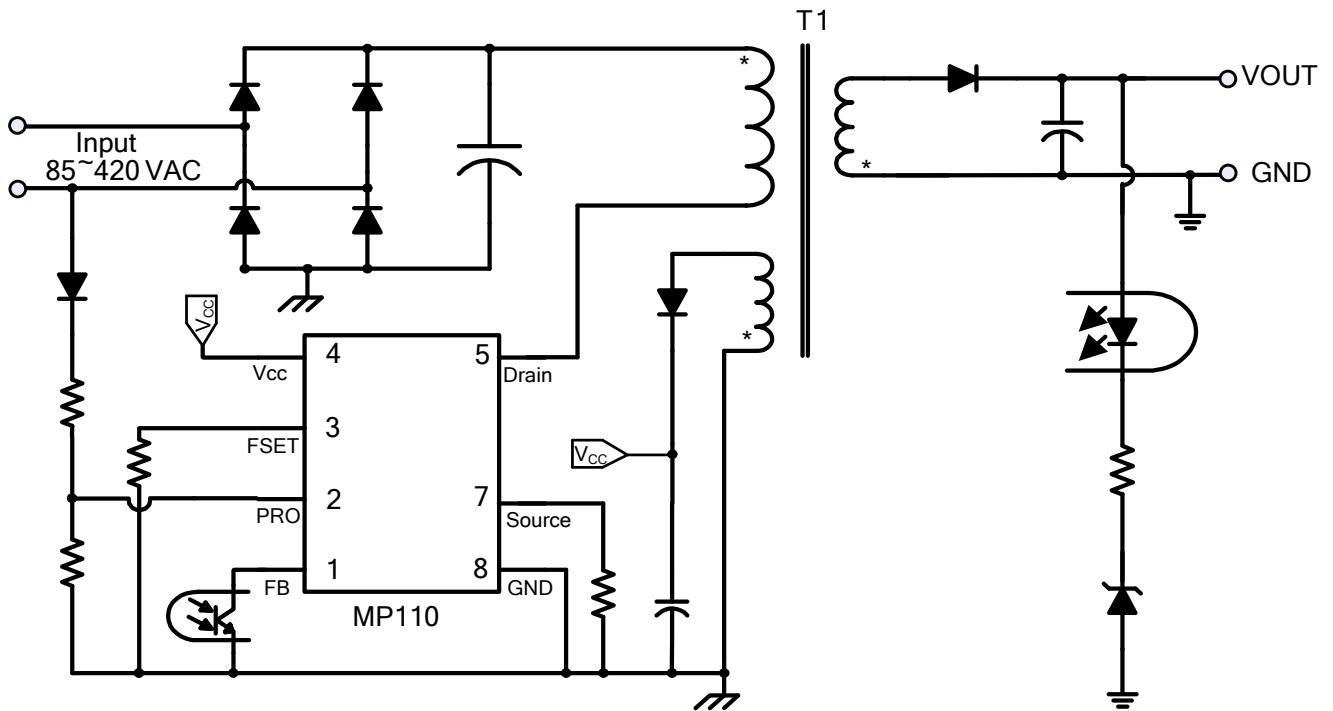 T1
*
VOUT
Input
85~420 VAC
*
GND
*
VCC
4
5
Vcc
Drain
3
FSET
VCC
2
7
PRO
Source
1
8
FB
GND
MP110